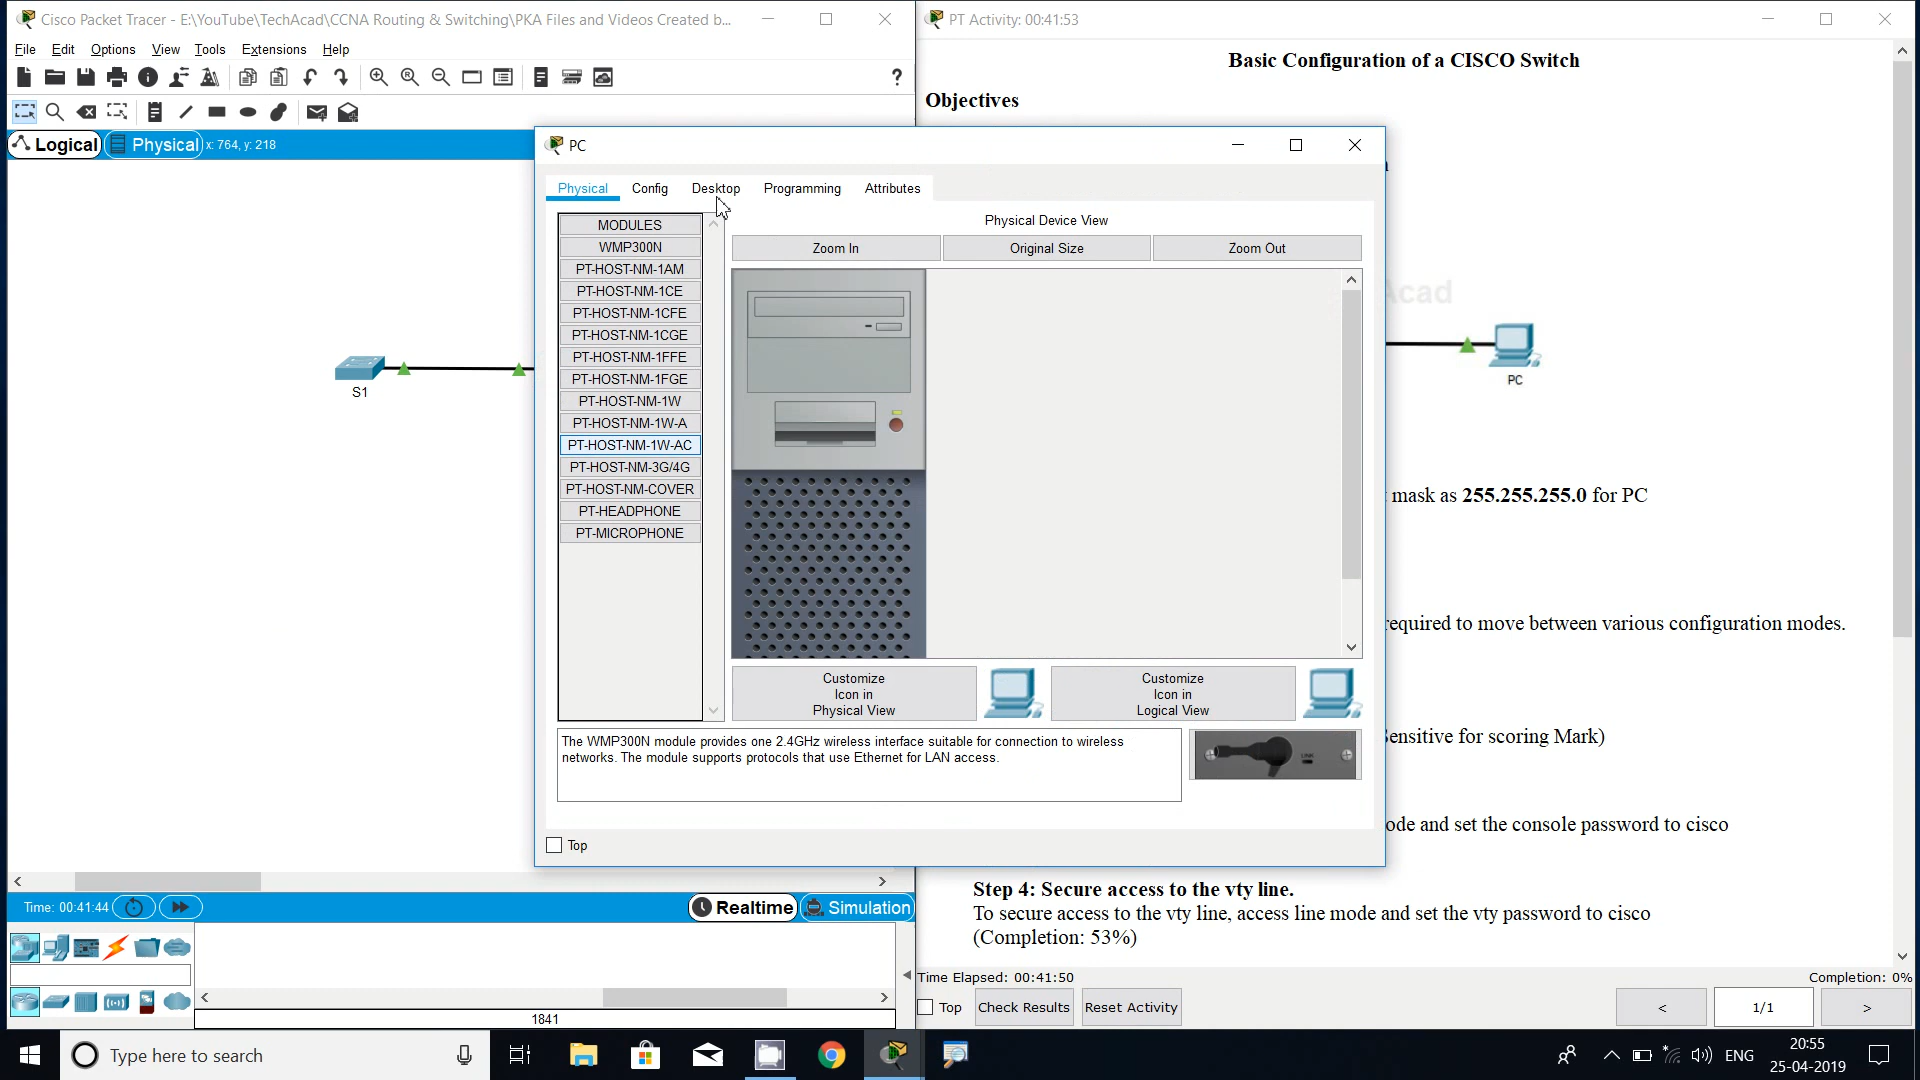 Cisco Packet Tracer - E:\YouTube\TechAcad\CCNA Routing & Switching\PKA Files and Videos Created b...
File Edit Options View Tools Extensions Help
?
Logical Physical x: 764, y: 218
S1
Time: 00:41:44
Realtime Simulation
1841
PC
Physical Config Desktop Programming Attributes
MODULES
WMP300N
PT-HOST-NM-1AM
PT-HOST-NM-1CE
PT-HOST-NM-1CFE
PT-HOST-NM-1CGE
PT-HOST-NM-1FFE
PT-HOST-NM-1FGE
PT-HOST-NM-1W
PT-HOST-NM-1W-A
PT-HOST-NM-1W-AC
PT-HOST-NM-3G/4G
PT-HOST-NM-COVER
PT-HEADPHONE
PT-MICROPHONE
Physical Device View
Zoom In Original Size Zoom Out
Customize
Icon in
Physical View
Customize
Icon in
Logical View
The WMP300N module provides one 2.4GHz wireless interface suitable for connection to wireless
networks. The module supports protocols that use Ethernet for LAN access.
LINK
Top
PT Activity: 00:41:53
Basic Configuration of a CISCO Switch
Objectives
Acad
PC
mask as 255.255.255.0 for PC
required to move between various configuration modes.
Sensitive for scoring Mark)
ode and set the console password to cisco
Step 4: Secure access to the vty line.
To secure access to the vty line, access line mode and set the vty password to cisco
(Completion: 53%)
Time Elapsed: 00:41:50 Completion: 0%
Top Check Results Reset Activity < 1/1 >
Type here to search
ENG
20:55
25-04-2019